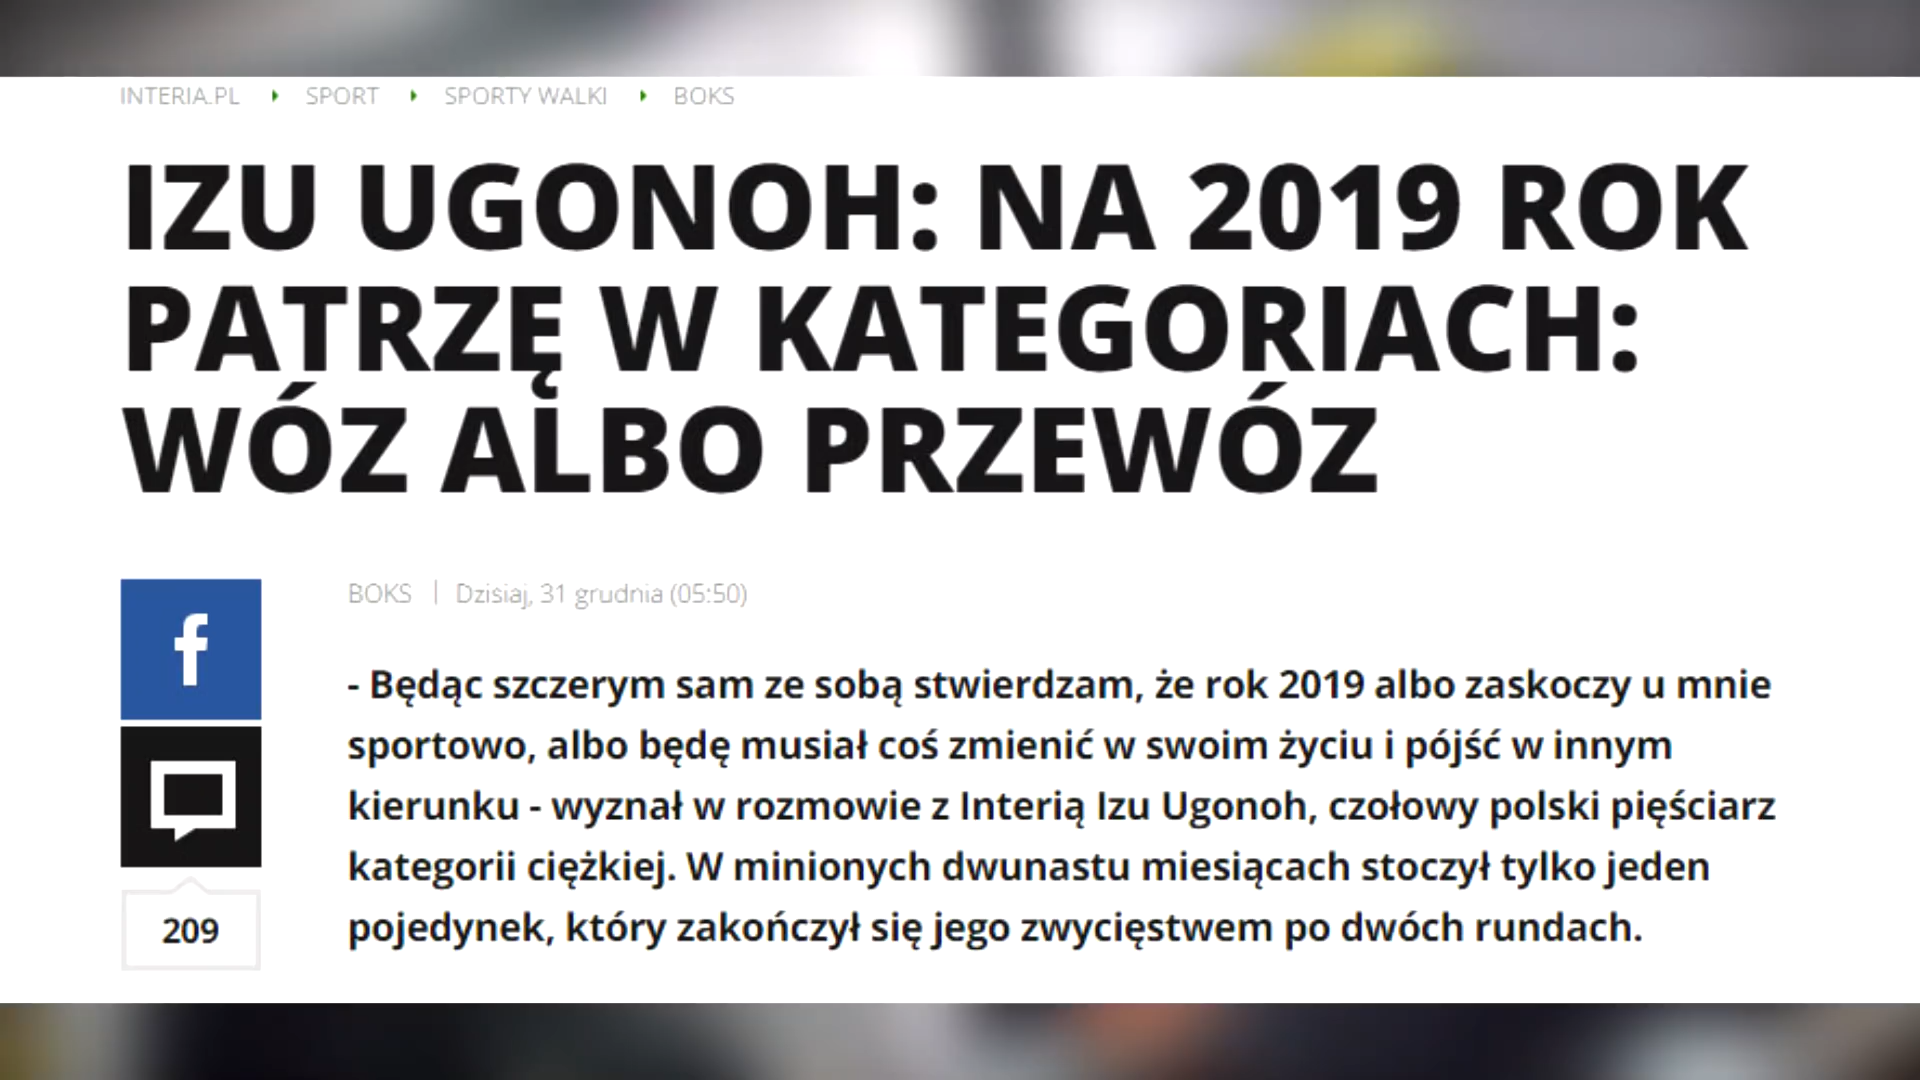 INTERIA.PL SPORT SPORTY WALKI BOKS
IZU UGONOH: NA 2019 ROK
PATRZĘ W KATEGORIACH:
WÓZ ALBO PRZEWÓZ
BOKS | Dzisiaj, 31 grudnia (05:50)
- Będąc szczerym sam ze sobą stwierdzam, że rok 2019 albo zaskoczy u mnie
sportowo, albo będę musiał coś zmienić w swoim życiu i pójść w innym
kierunku - wyznał w rozmowie z Interią Izu Ugonoh, czołowy polski pięściarz
kategorii ciężkiej. W minionych dwunastu miesiącach stoczył tylko jeden
pojedynek, który zakończył się jego zwycięstwem po dwóch rundach.
f
209